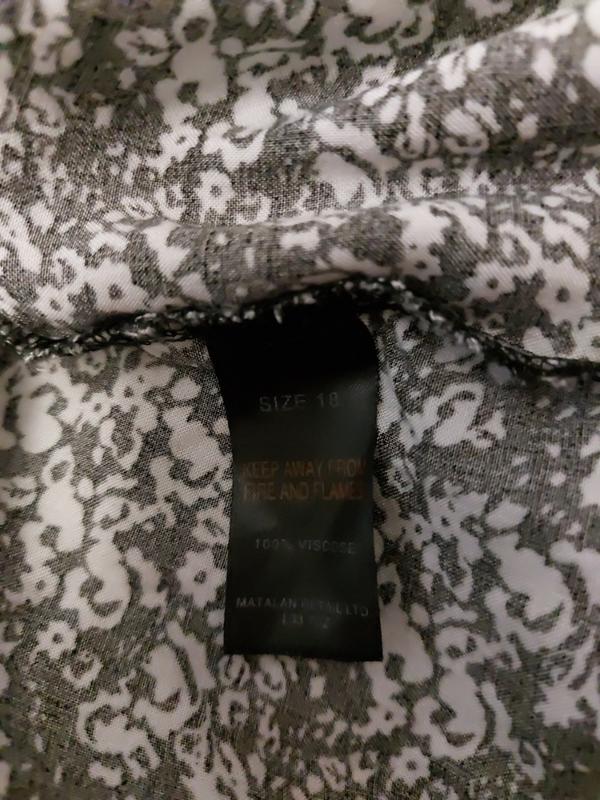 SIZE 18
KEEP AWAY FROM
FIRE AND FLAMES
100% VISCOSE
MATALAN RETAIL LTD